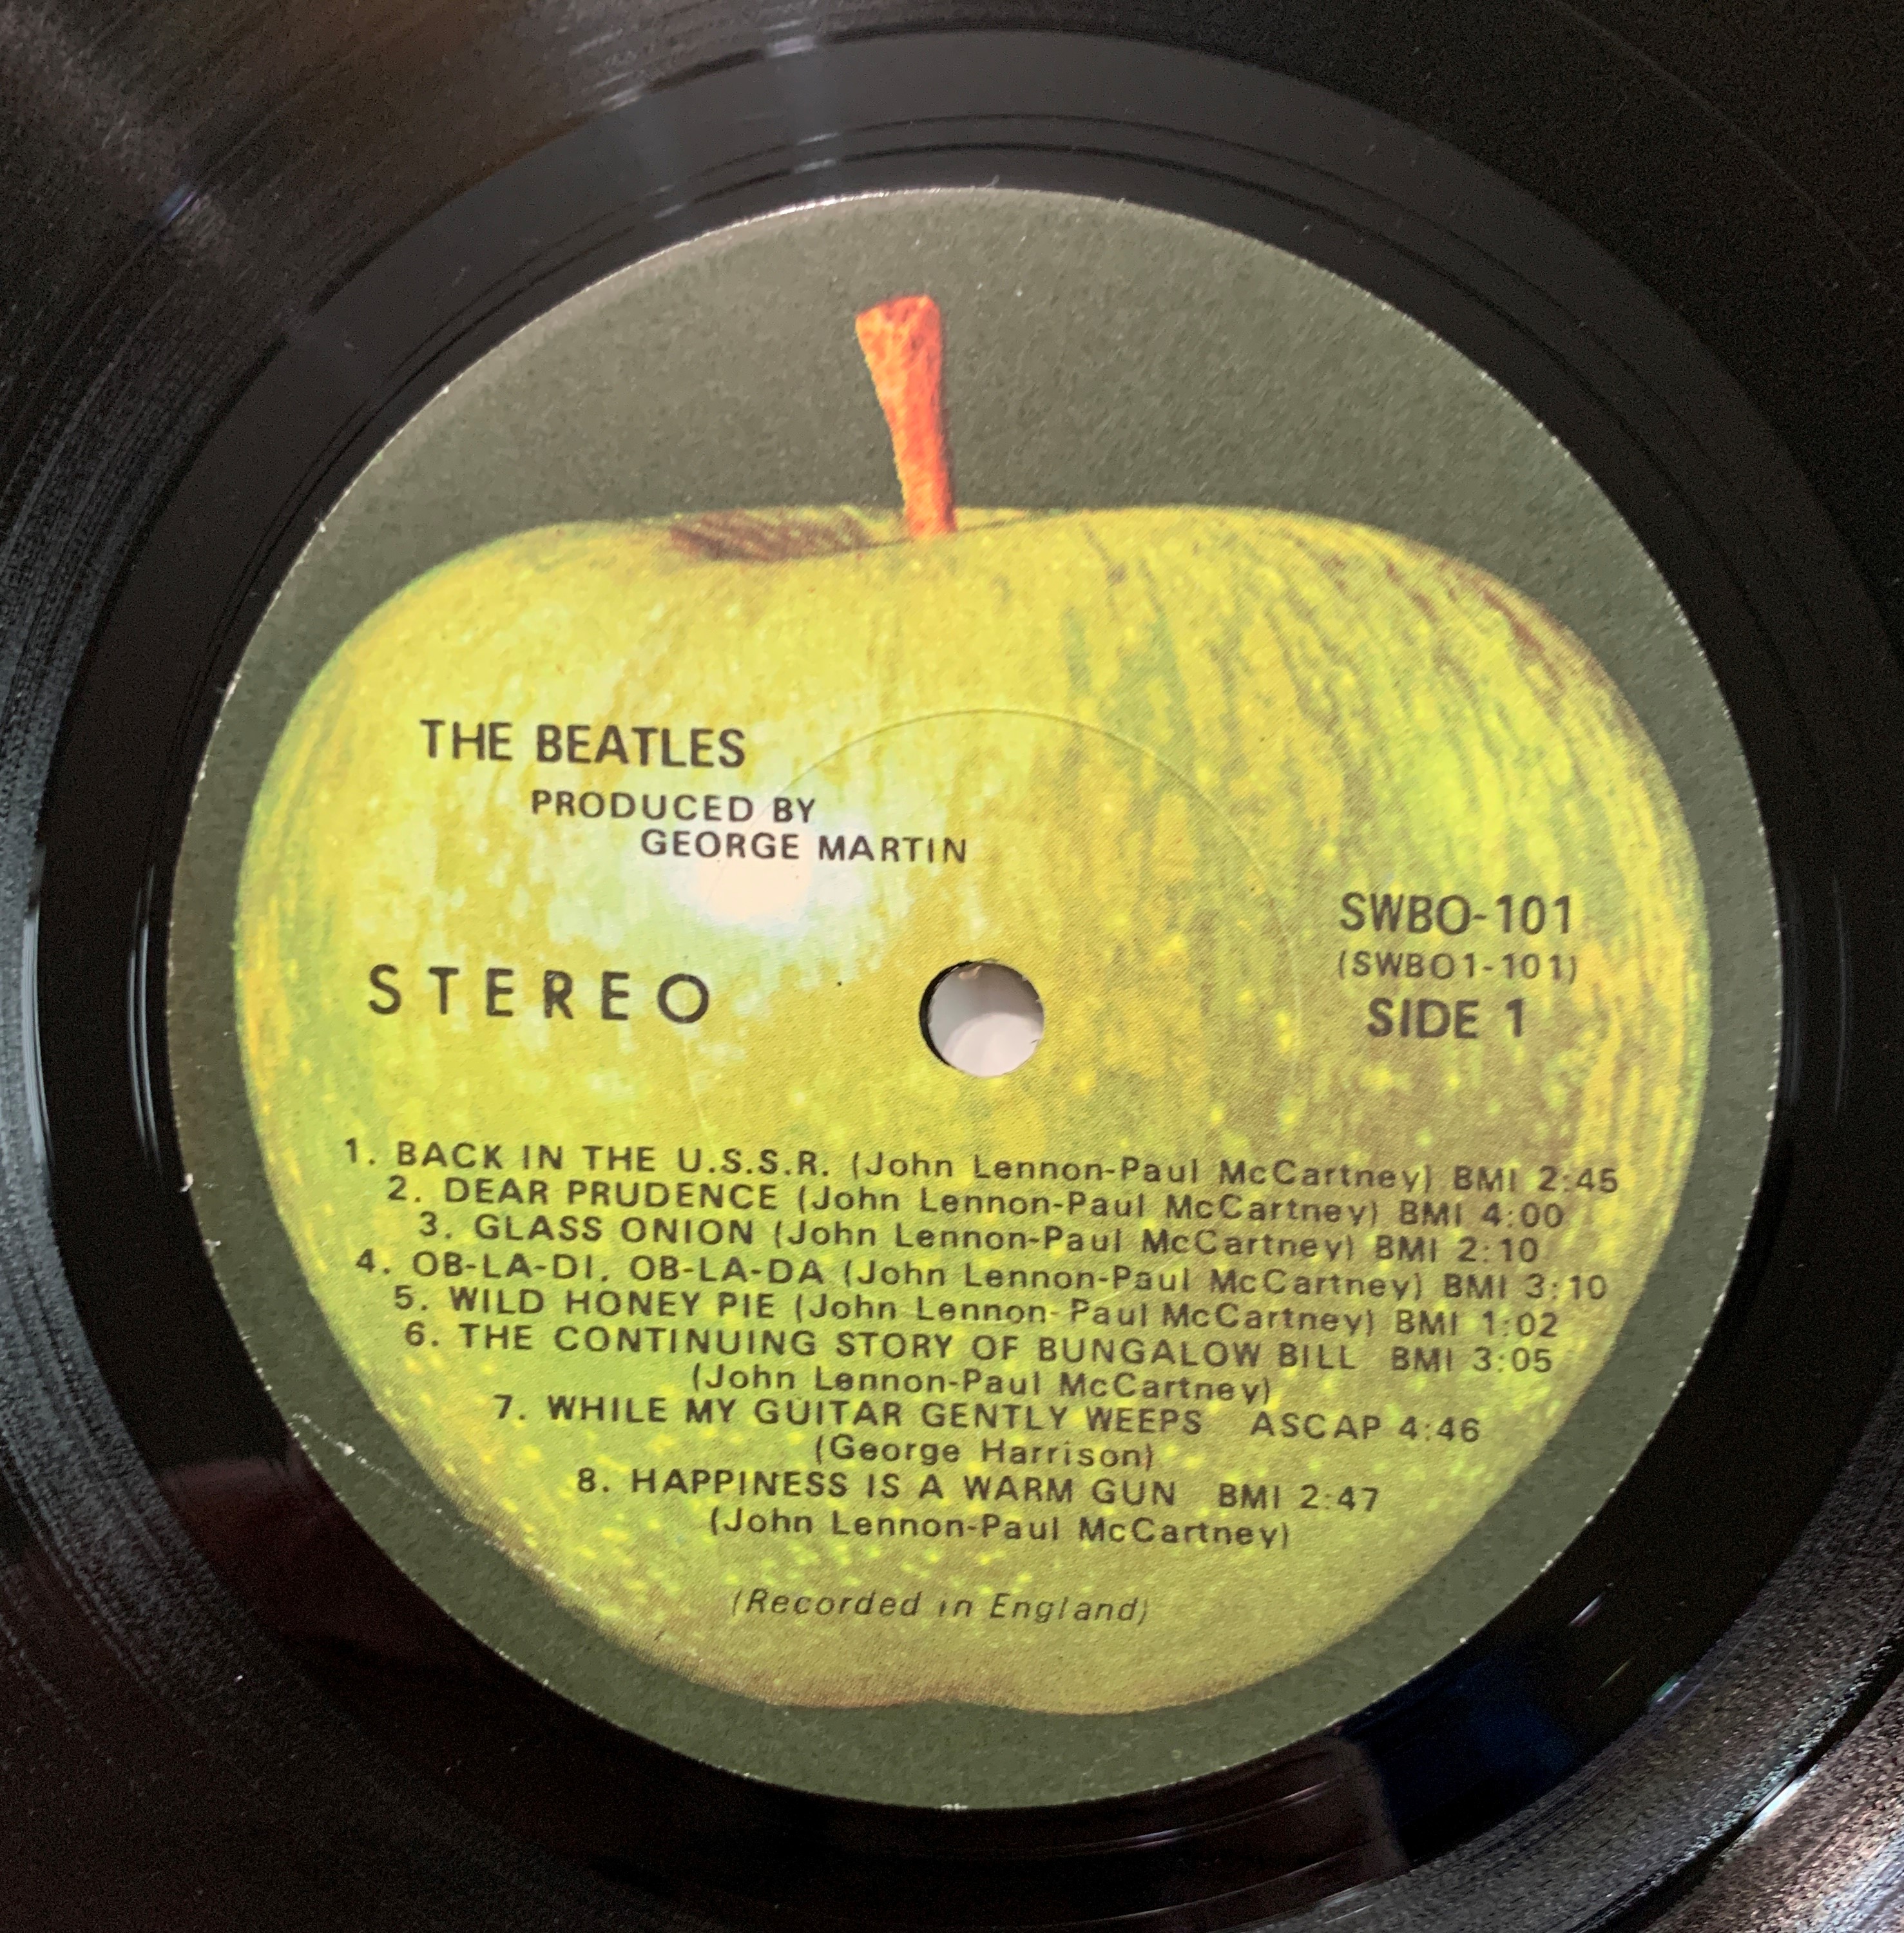 THE BEATLES
PRODUCED BY
GEORGE MARTIN
STEREO
SWBO-101
(SWBO1-101)
SIDE 1
1. BACK IN THE U.S.S.R. (John Lennon-Paul McCartney) BMI 2:45
2. DEAR PRUDENCE (John Lennon-Paul McCartney) BMI 4:00
3. GLASS ONION (John Lennon-Paul McCartney) BMI 2:10
4. OB-LA-DI, OB-LA-DA (John Lennon-Paul McCartney) BMI 3:10
5. WILD HONEY PIE (John Lennon-Paul McCartney) BMI 1:02
6. THE CONTINUING STORY OF BUNGALOW BILL BMI 3:05
(John Lennon-Paul McCartney)
7. WHILE MY GUITAR GENTLY WEEPS ASCAP 4:46
(George Harrison)
8. HAPPINESS IS A WARM GUN BMI 2:47
(John Lennon-Paul McCartney)
(Recorded in England)